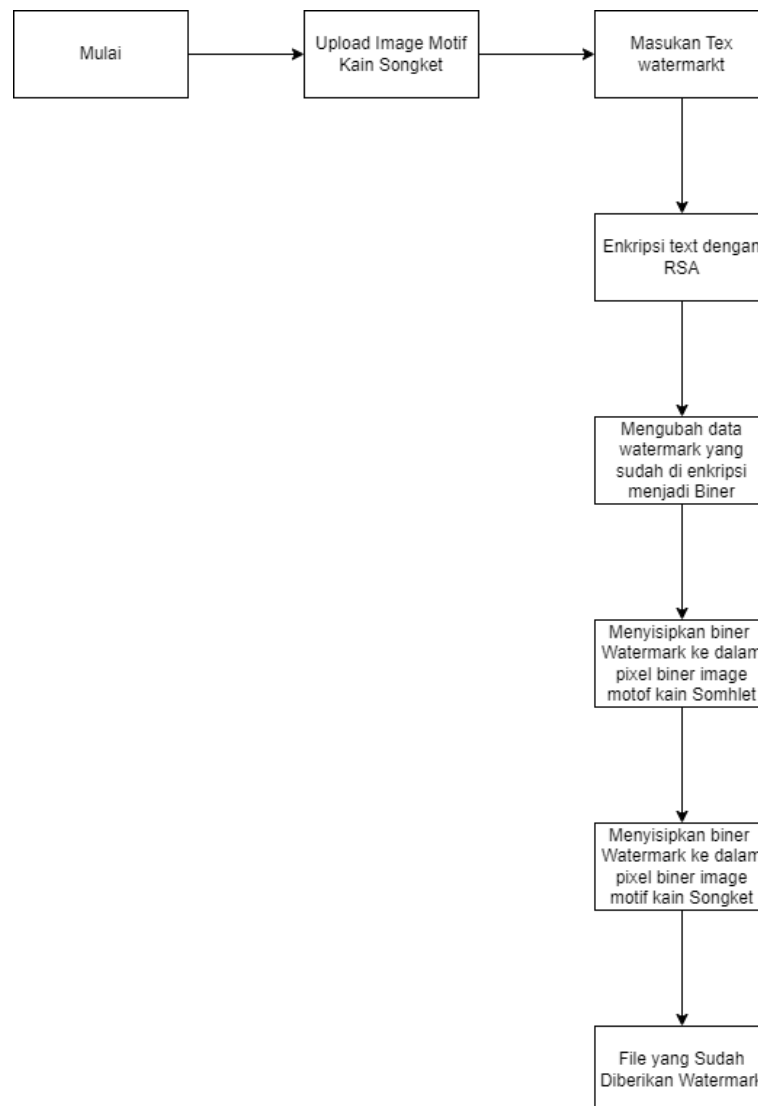 Mulai
Upload Image Motif
Kain Songket
Masukan Tex
watermarkt
Enkripsi text dengan
RSA
Mengubah data
watermark yang
sudah di enkripsi
menjadi Biner
Menyisipkan biner
Watermark ke dalam
pixel biner image
motof kain Somhlet
Menyisipkan biner
Watermark ke dalam
pixel biner image
motif kain Songket
File yang Sudah
Diberikan Watermark